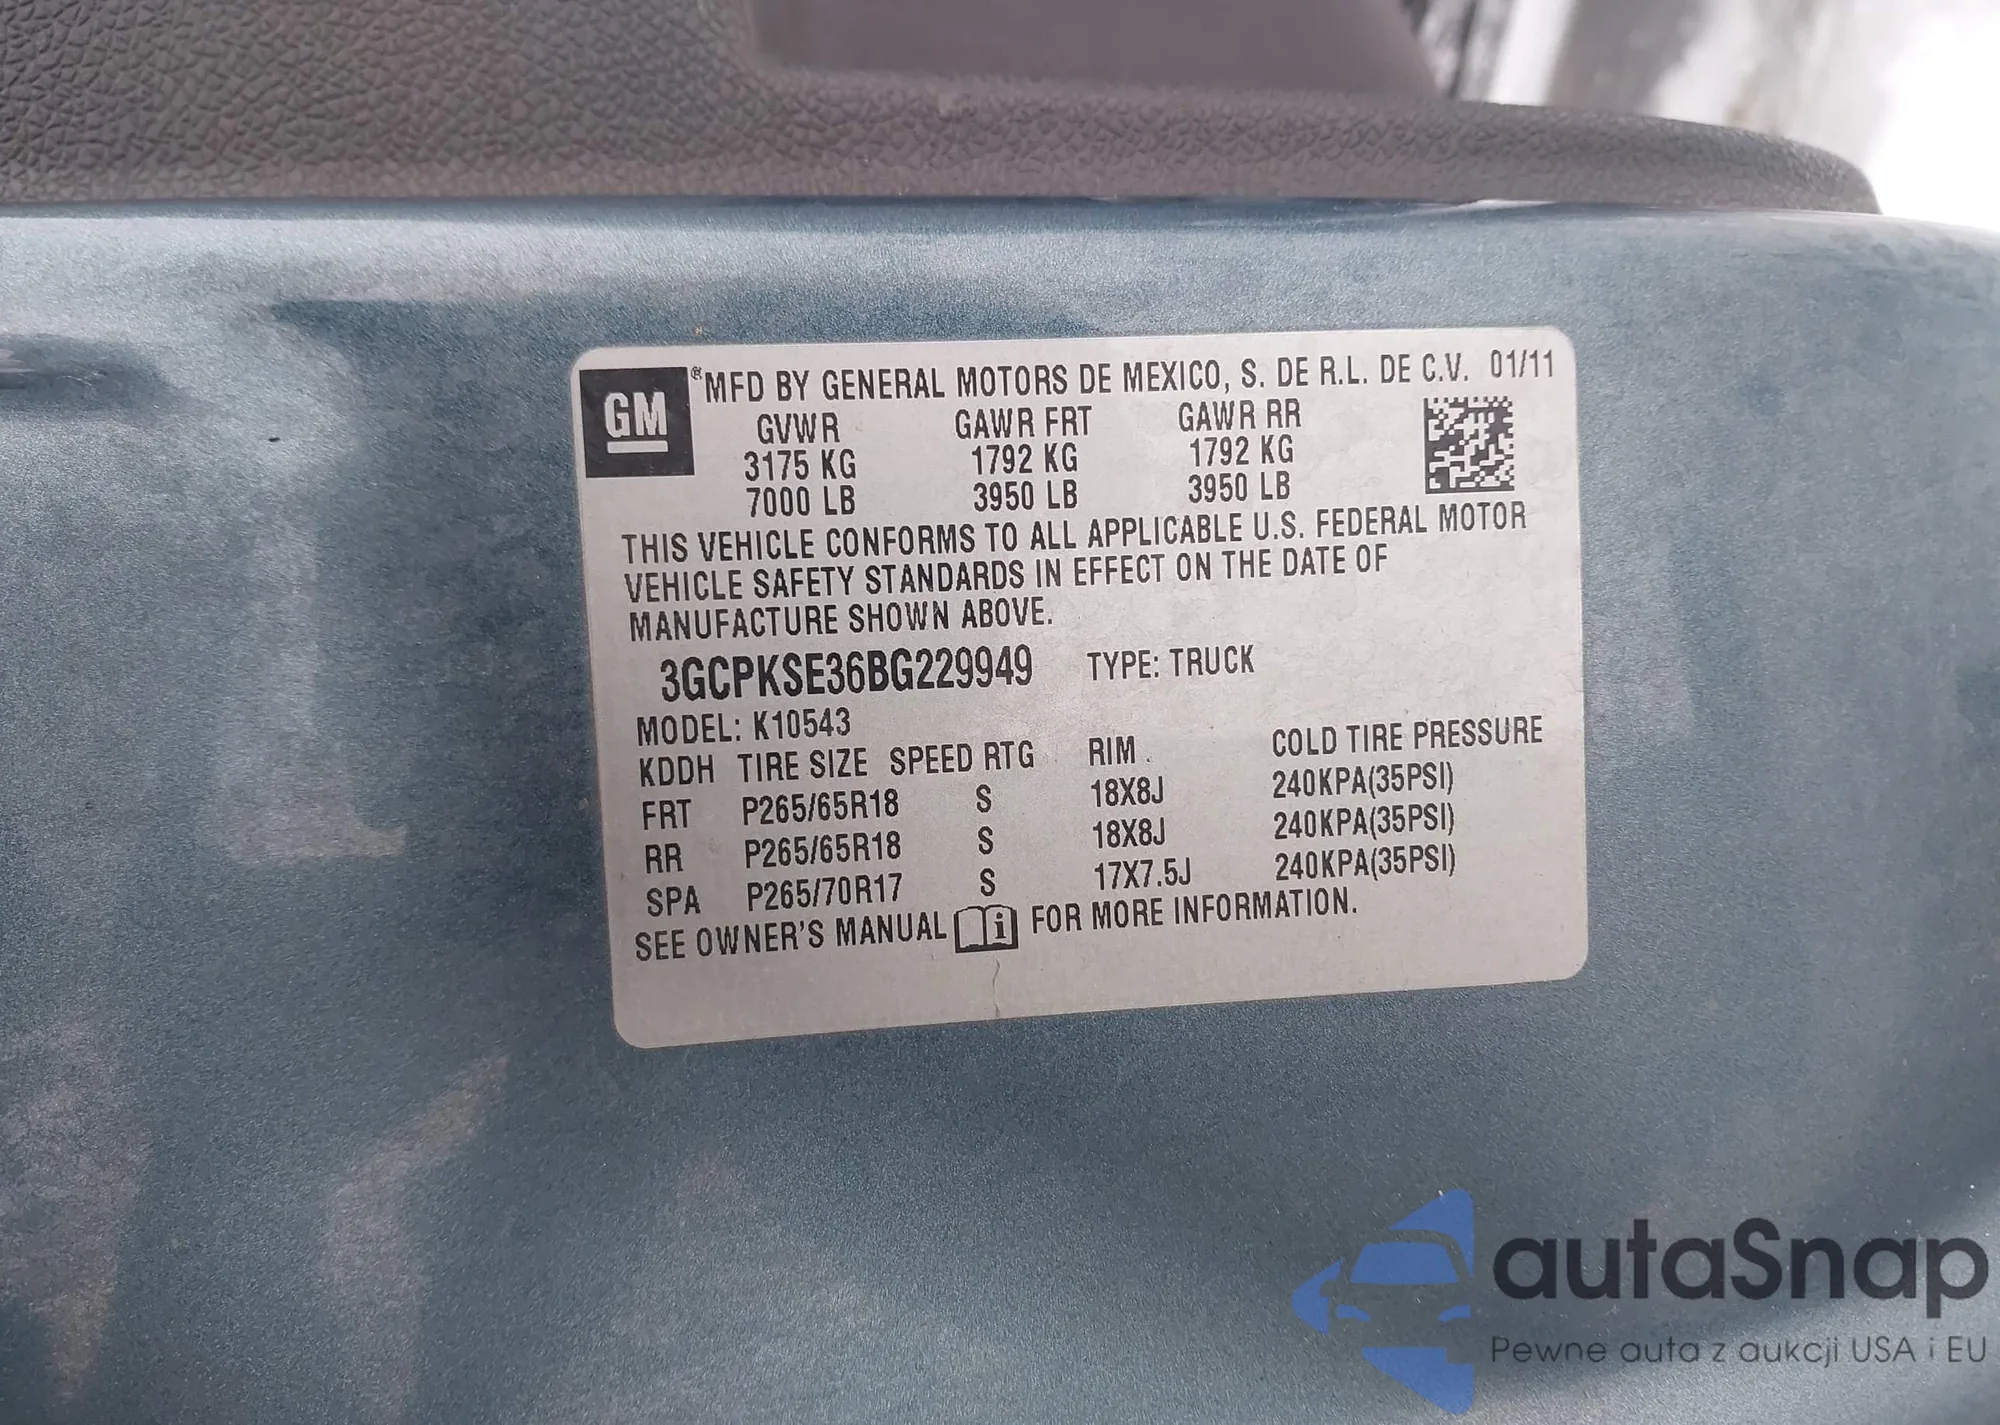 GM ® MFD BY GENERAL MOTORS DE MEXICO, S. DE R.L. DE C.V. 01/11
GVWR GAWR FRT GAWR RR
3175 KG 1792 KG 1792 KG
7000 LB 3950 LB 3950 LB
THIS VEHICLE CONFORMS TO ALL APPLICABLE U.S. FEDERAL MOTOR
VEHICLE SAFETY STANDARDS IN EFFECT ON THE DATE OF
MANUFACTURE SHOWN ABOVE.
3GCPKSE36BG229949 TYPE: TRUCK
MODEL: K10543
KDDH TIRE SIZE SPEED RTG RIM COLD TIRE PRESSURE
FRT P265/65R18 S 18X8J 240KPA(35PSI)
RR P265/65R18 S 18X8J 240KPA(35PSI)
SPA P265/70R17 S 17X7.5J 240KPA(35PSI)
SEE OWNER'S MANUAL i FOR MORE INFORMATION.
autaSnap
Pewne auta z aukcji USA i EU